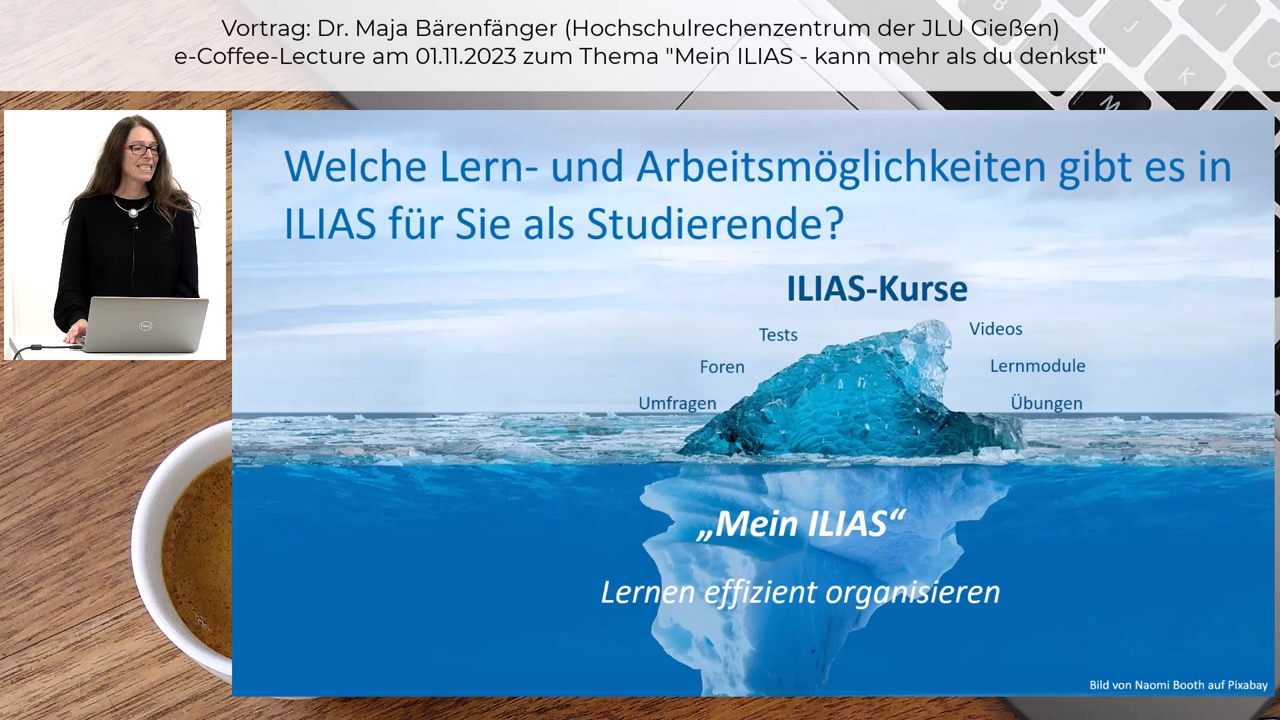 Vortrag: Dr. Maja Bärenfänger (Hochschulrechenzentrum der JLU Gießen)
e-Coffee-Lecture am 01.11.2023 zum Thema "Mein ILIAS - kann mehr als du denkst"
Welche Lern- und Arbeitsmöglichkeiten gibt es in
ILIAS für Sie als Studierende?
ILIAS-Kurse
Tests
Videos
Foren
Lernmodule
Umfragen
Übungen
„Mein ILIAS“
Lernen effizient organisieren
Bild von Naomi Booth auf Pixabay
DELL
B
I
K
O
M